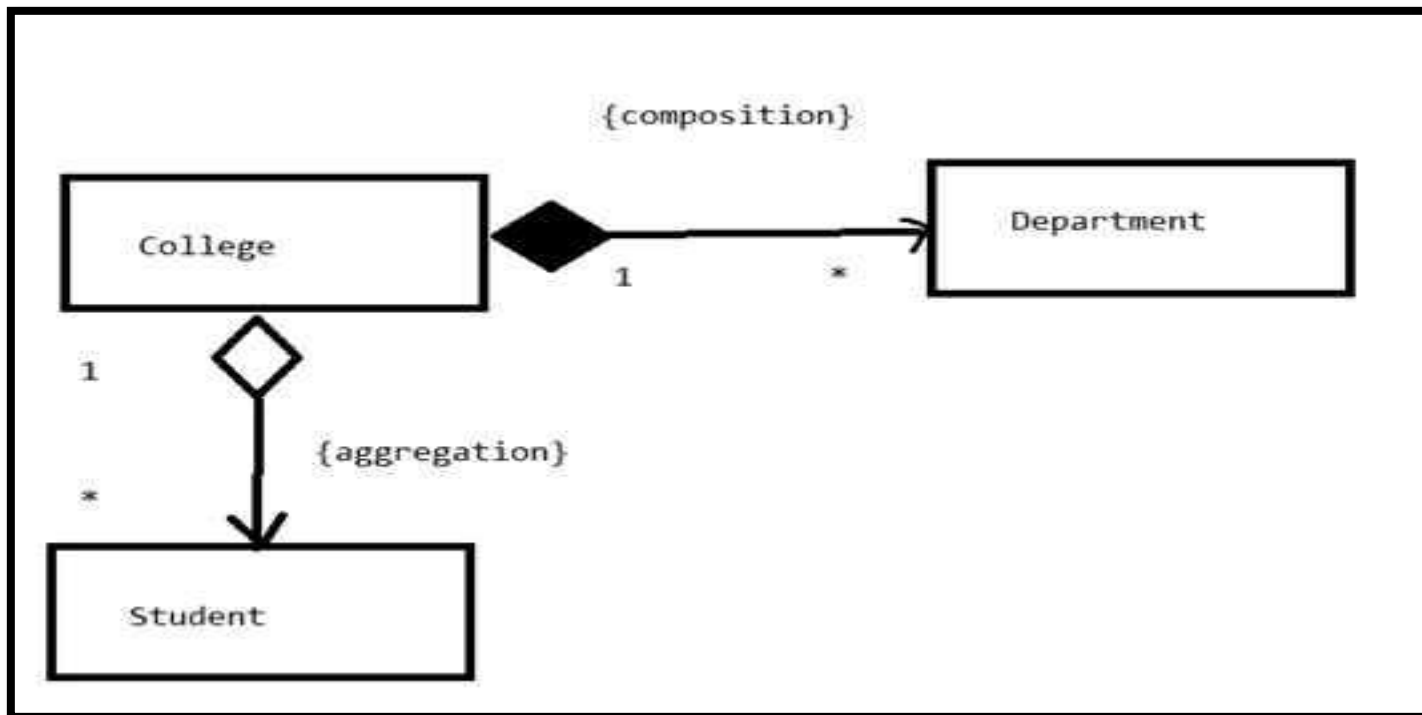 {composition}
College
Department
1 *
1
{aggregation}
*
Student